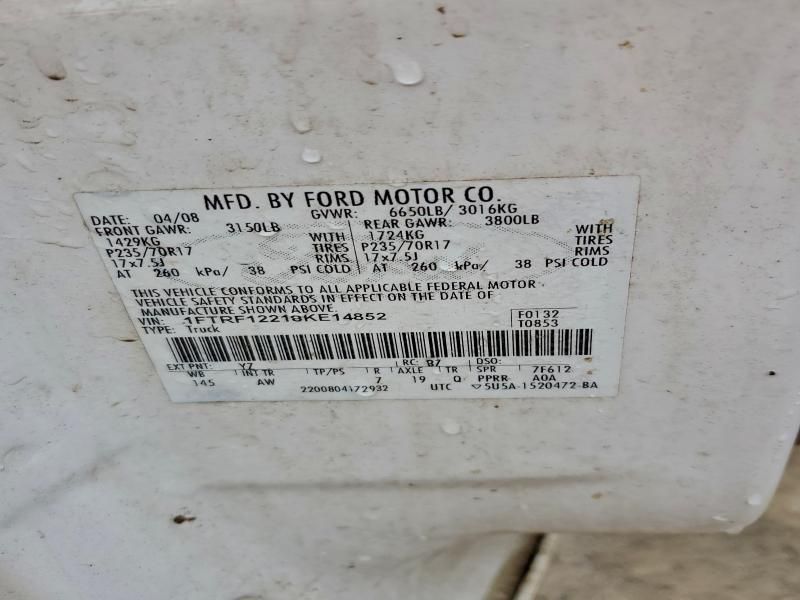 MFD. BY FORD MOTOR CO.
DATE: 04/08 GVWR: 6650LB/ 3016KG
FRONT GAWR: 3150LB REAR GAWR: 3800LB
1429KG WITH 1724KG WITH
P235/70R17 TIRES P235/70R17 TIRES
17x7.5J RIMS 17x7.5J RIMS
AT 260 kPa/ 38 PSI COLD AT 260 kPa/ 38 PSI COLD
THIS VEHICLE CONFORMS TO ALL APPLICABLE FEDERAL MOTOR
VEHICLE SAFETY STANDARDS IN EFFECT ON THE DATE OF
MANUFACTURE SHOWN ABOVE.
VIN: 1FTRF12219KE14852 F0132
TYPE: Truck T0853
EXT PNT: Y7 RC: B7 DSO:
WB INT TR TP/PS R AXLE TR SPR 7F612
145 AW 7 19 Q PPRR A0A
2200804172932 UTC 5U5A-1520472-BA